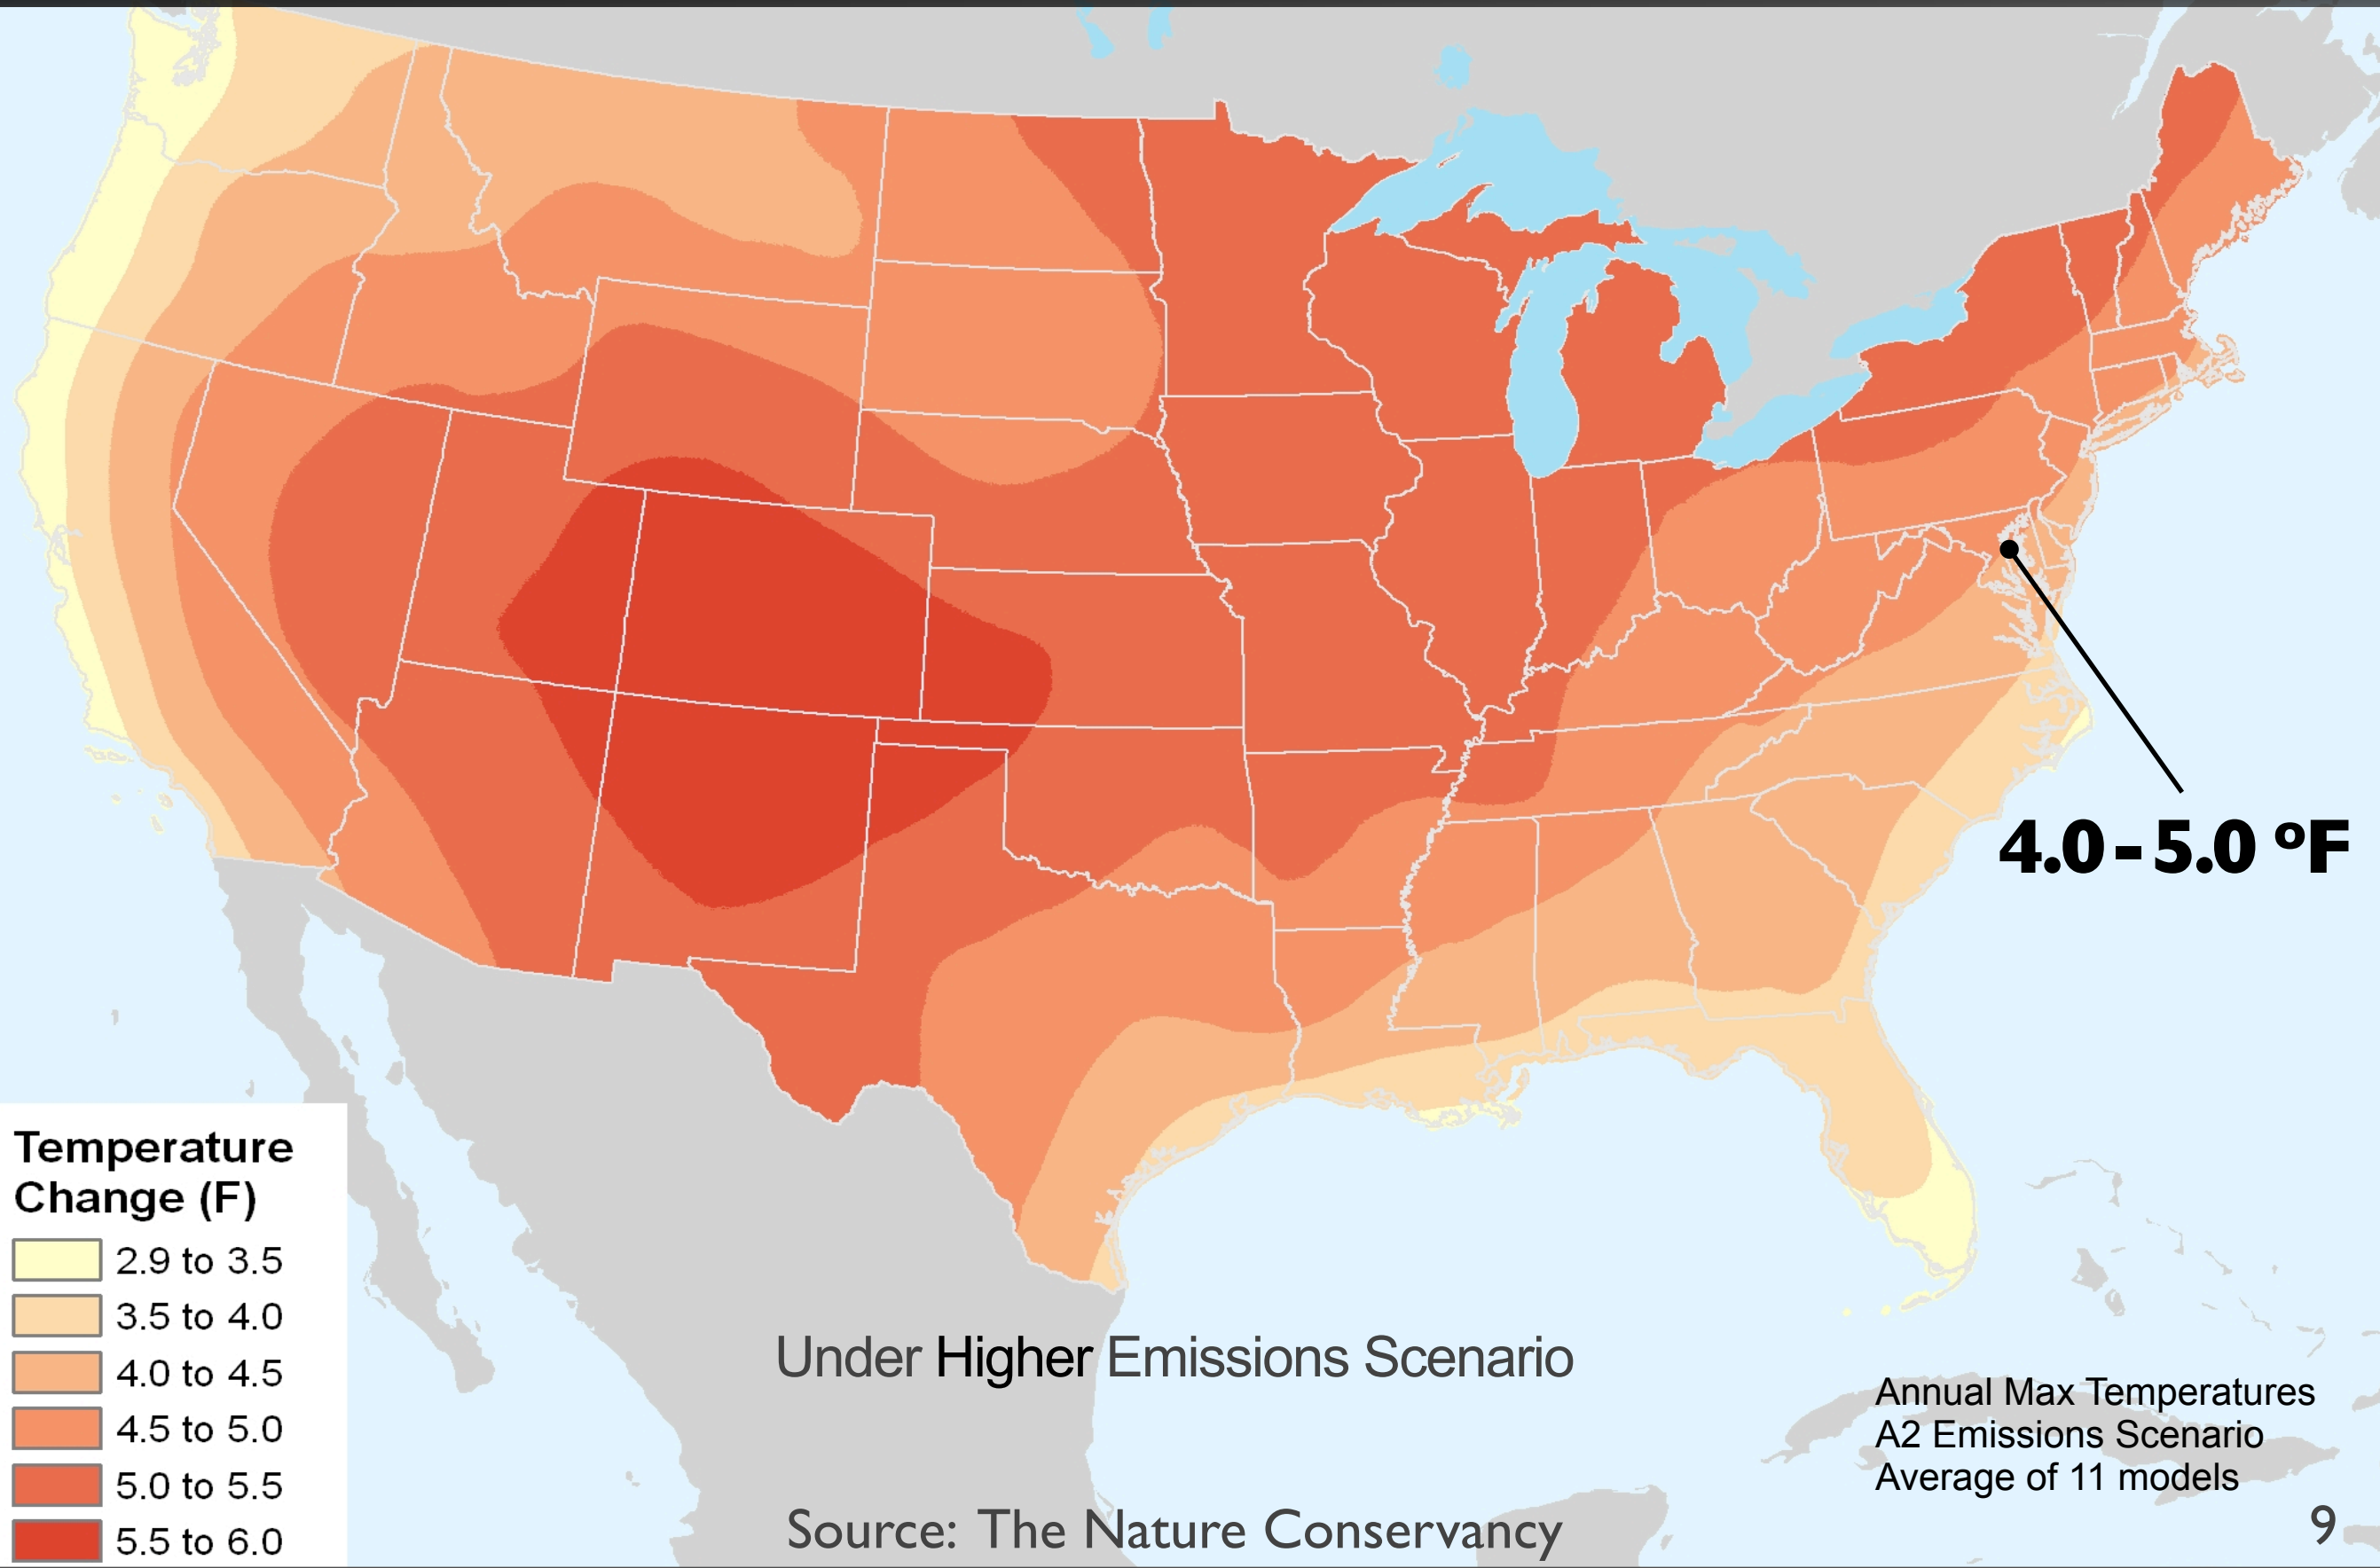 4.0-5.0 ºF
Temperature
Change (F)
2.9 to 3.5
3.5 to 4.0
4.0 to 4.5
4.5 to 5.0
5.0 to 5.5
5.5 to 6.0
Under Higher Emissions Scenario
Annual Max Temperatures
A2 Emissions Scenario
Average of 11 models
Source: The Nature Conservancy
9